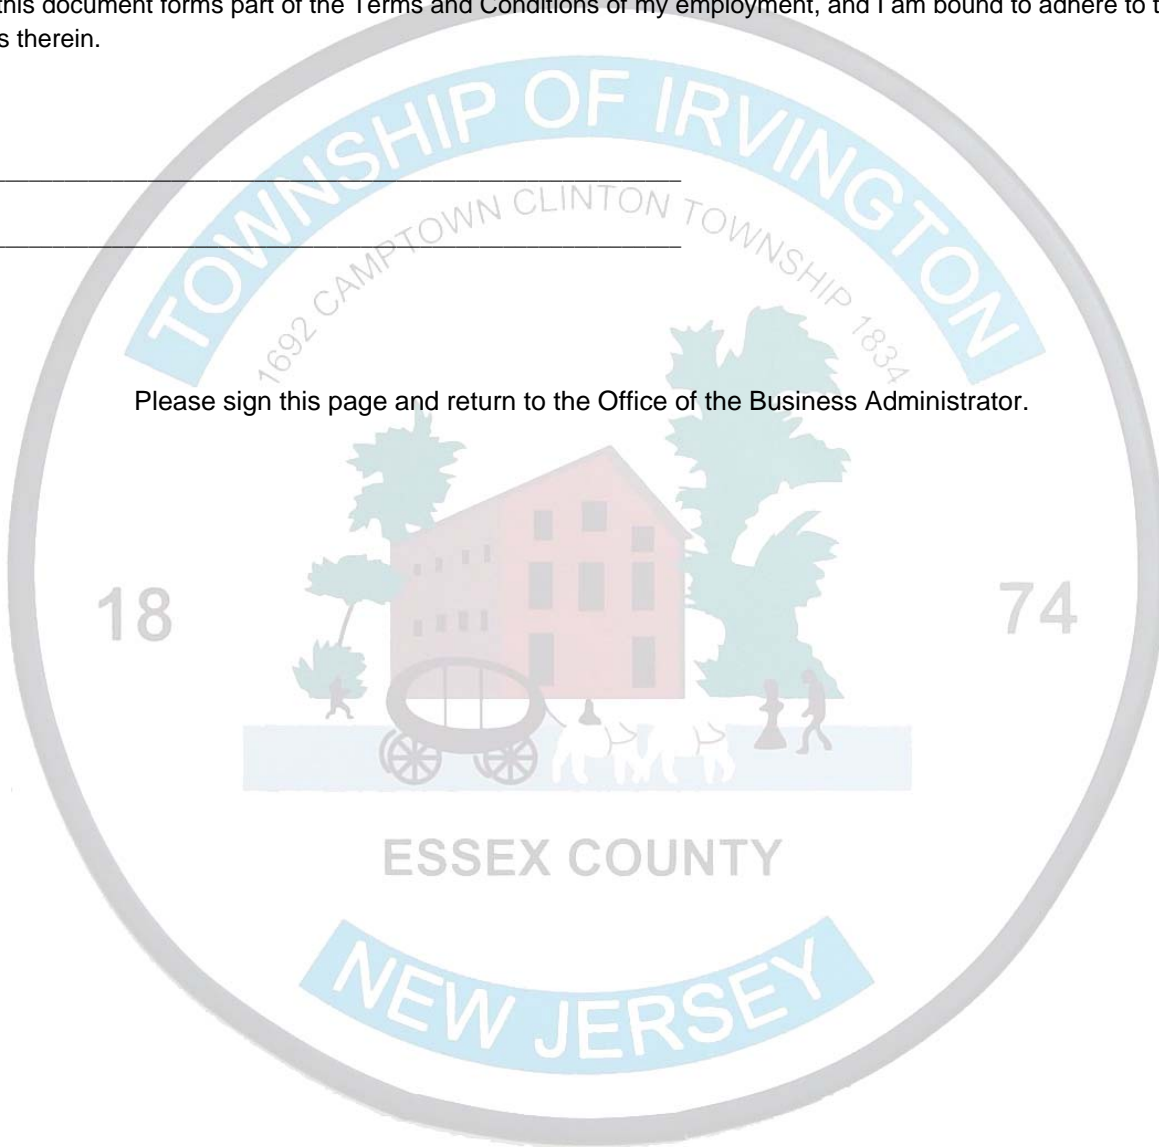 this document forms part of the Terms and Conditions of my employment, and I am bound to adhere to
s therein.
TOWNSHIP OF IRVINGTON
1692 CAMPTOWN CLINTON TOWNSHIP 1834
Please sign this page and return to the Office of the Business Administrator.
18 74
ESSEX COUNTY
NEW JERSEY